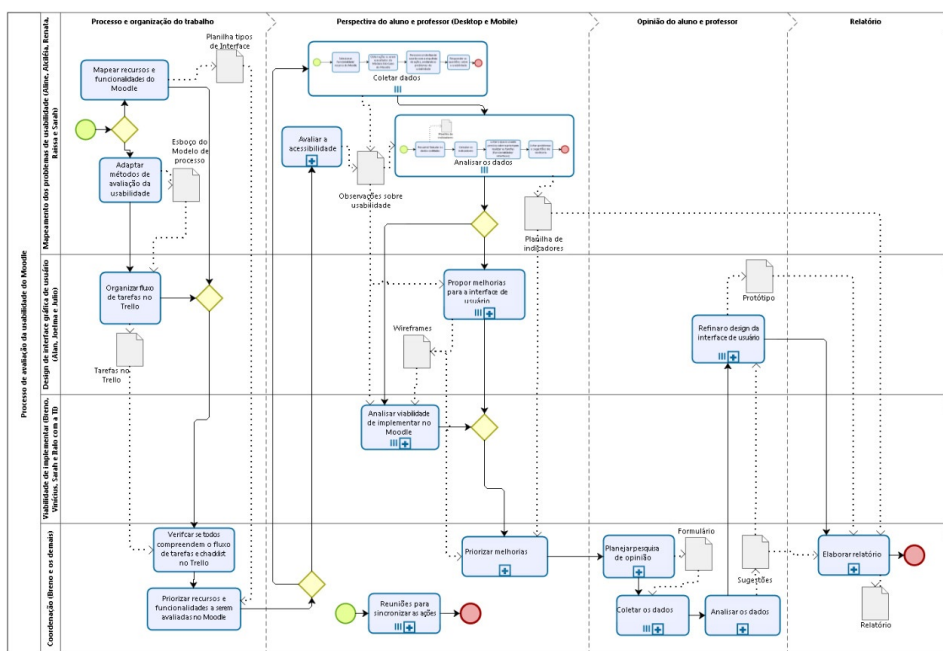 Processo e organização do trabalho
Perspectiva do aluno e professor (Desktop e Mobile)
Opinião do aluno e professor
Relatório
Processo de avaliação da usabilidade do Moodle
Mapeamento dos problemas de usabilidade (Aline, Akiléia, Renata,
Raissa e Sarah)
Planilha tipos
de Interface
Mapear recursos e
funcionalidades do
Moodle
Esboço do
Modelo de
processo
Adaptar
métodos de
avaliação da
usabilidade
Coletar dados
Avaliar a
acessibilidade
Analisar os dados
Observações sobre
usabilidade
Planilha de
indicadores
Design de interface gráfica de usuário
(Alan, Joelma e Julio)
Organizar fluxo
de tarefas no
Trello
Tarefas no
Trello
Propor melhorias
para a interface de
usuário
Wireframes
Protótipo
Refinar o design da
interface de usuário
Viabilidade de implementar (Breno,
Vinicius, Sarah e Ralo com a TI)
Analisar viabilidade
de implementar no
Moodle
Coordenação (Breno e os demais)
Verifcar se todos
compreendem o fluxo
de tarefas e checklist
no Trello
Priorizar recursos e
funcionalidades a serem
avaliadas no Moodle
Reuniões para
sincronizar as ações
Priorizar melhorias
Planejar pesquisa
de opinião
Formulário
Coletar os dados
Analisar os dados
Sugestões
Elaborar relatório
Relatório